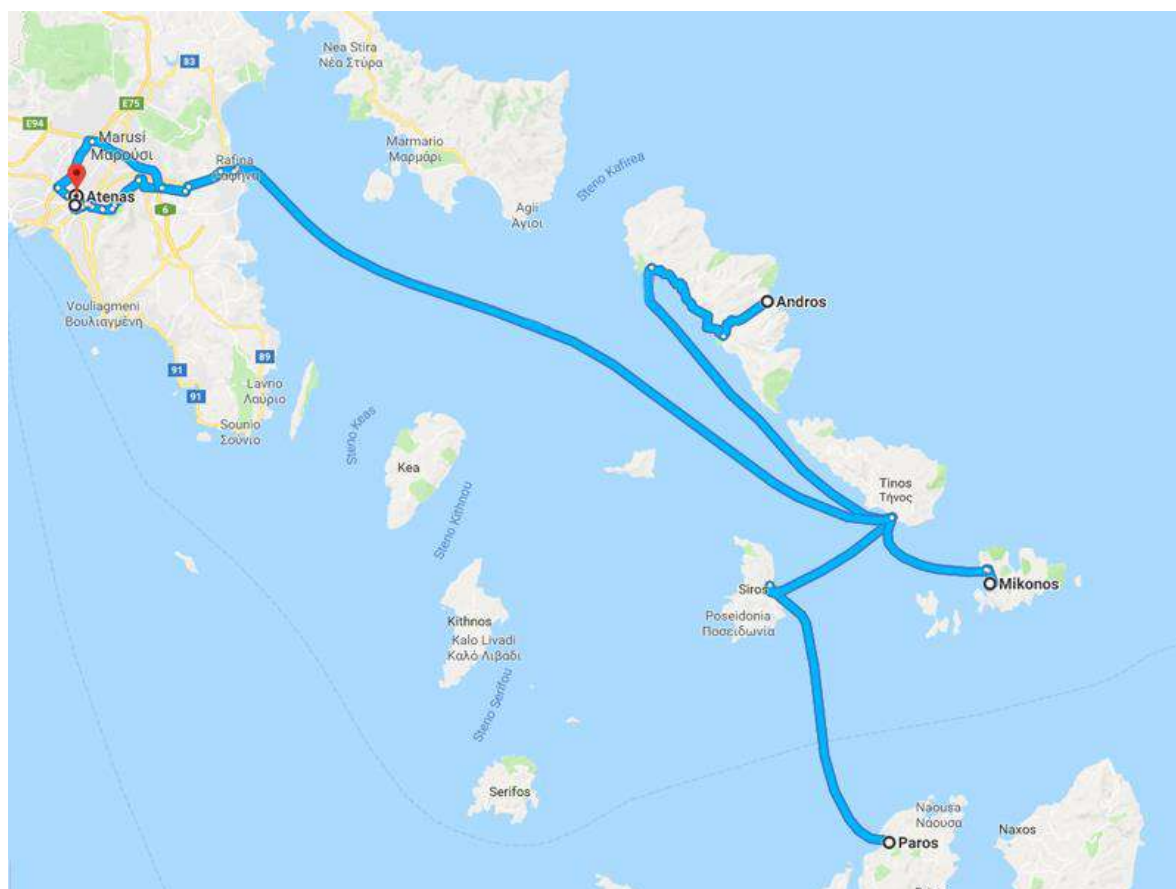 Nea Stira
Νέα Στύρα
83
E75
E94
Marusi
Μαρούσι
Marmario
Μαρμάρι
Rafina
Ραφήνα
Steno Kafirea
Atenas
6
Agii
Άγιοι
Vouliagmeni
Βουλιαγμένη
Andros
89
91
Lavrio
Λαύριο
91
Sounio
Σούνιο
Steno Keas
Kea
Tinos
Τήνος
Steno Kithnou
Siros
Mikonos
Poseidonia
Ποσειδωνία
Kithnos
Kalo Livadi
Καλό Λιβάδι
Steno Serifou
Serifos
Naousa
Νάουσα
Naxos
Paros